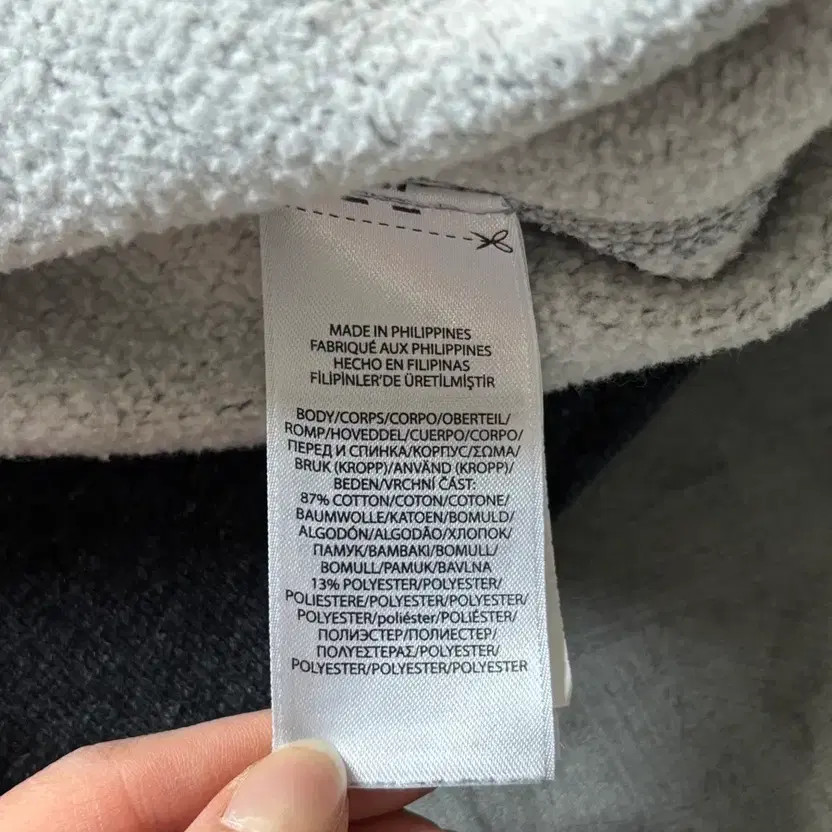 MADE IN PHILIPPINES
FABRIQUÉ AUX PHILIPPINES
HECHO EN FILIPINAS
FİLİPİNLER'DE ÜRETİLMİŞTİR
BODY/CORPS/CORPO/OBERTEIL/
ROMP/HOVEDDEL/CUERPO/CORPO/
ПЕРЕД И СПИНКА/КОРПУС/ΣΩΜΑ/
BRUK (KROPP)/ANVÄND (KROPP)/
BEDEN/VRCHNÍ ČÁST:
87% COTTON/COTON/COTONE/
BAUMWOLLE/KATOEN/BOMULD/
ALGODÓN/ALGODÃO/ХЛОПОК/
ПАМУК/BAMBAKI/BOMULL/
BOMULL/PAMUK/BAVLNA
13% POLYESTER/POLYESTER/
POLIESTERE/POLYESTER/POLYESTER/
POLYESTER/poliéster/POLIÉSTER/
ПОЛИЭСТЕР/ПОЛИЕСТЕР/
ΠΟΛΥΕΣΤΕΡΑΣ/POLYESTER/
POLYESTER/POLYESTER/POLYESTER